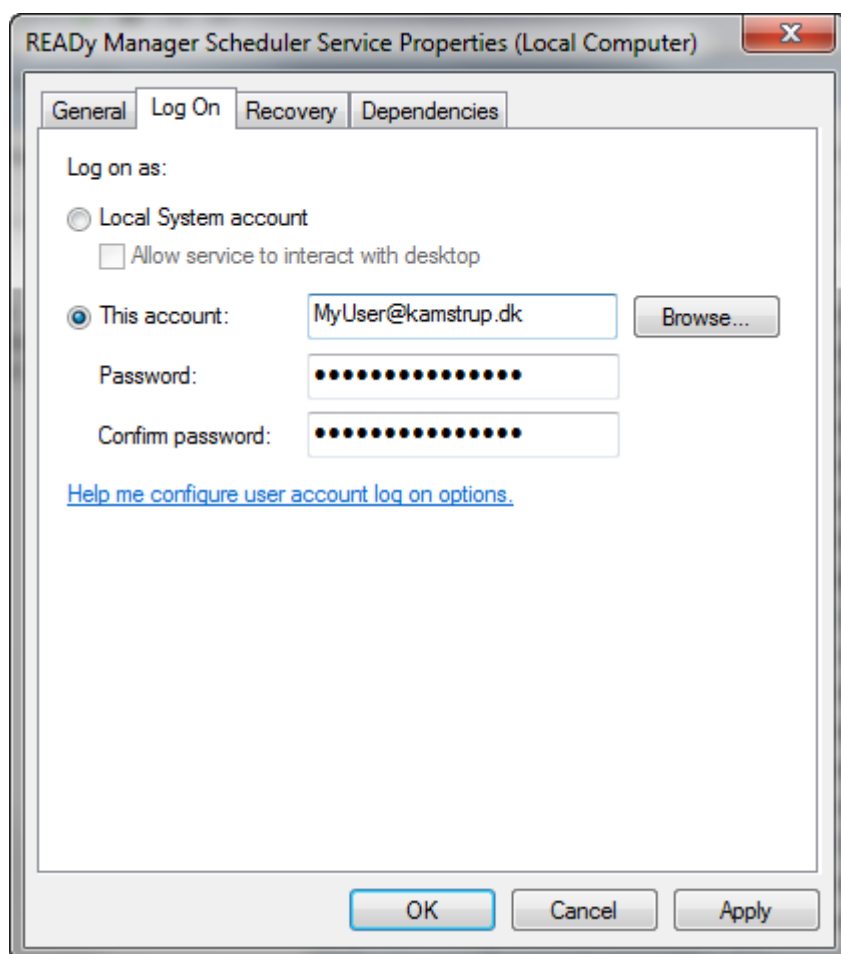 READy Manager Scheduler Service Properties (Local Computer)
General Log On Recovery Dependencies
Log on as:
Local System account
Allow service to interact with desktop
This account: MyUser@kamstrup.dk Browse...
Password: •••••••••••••••
Confirm password: •••••••••••••••
Help me configure user account log on options.
OK Cancel Apply